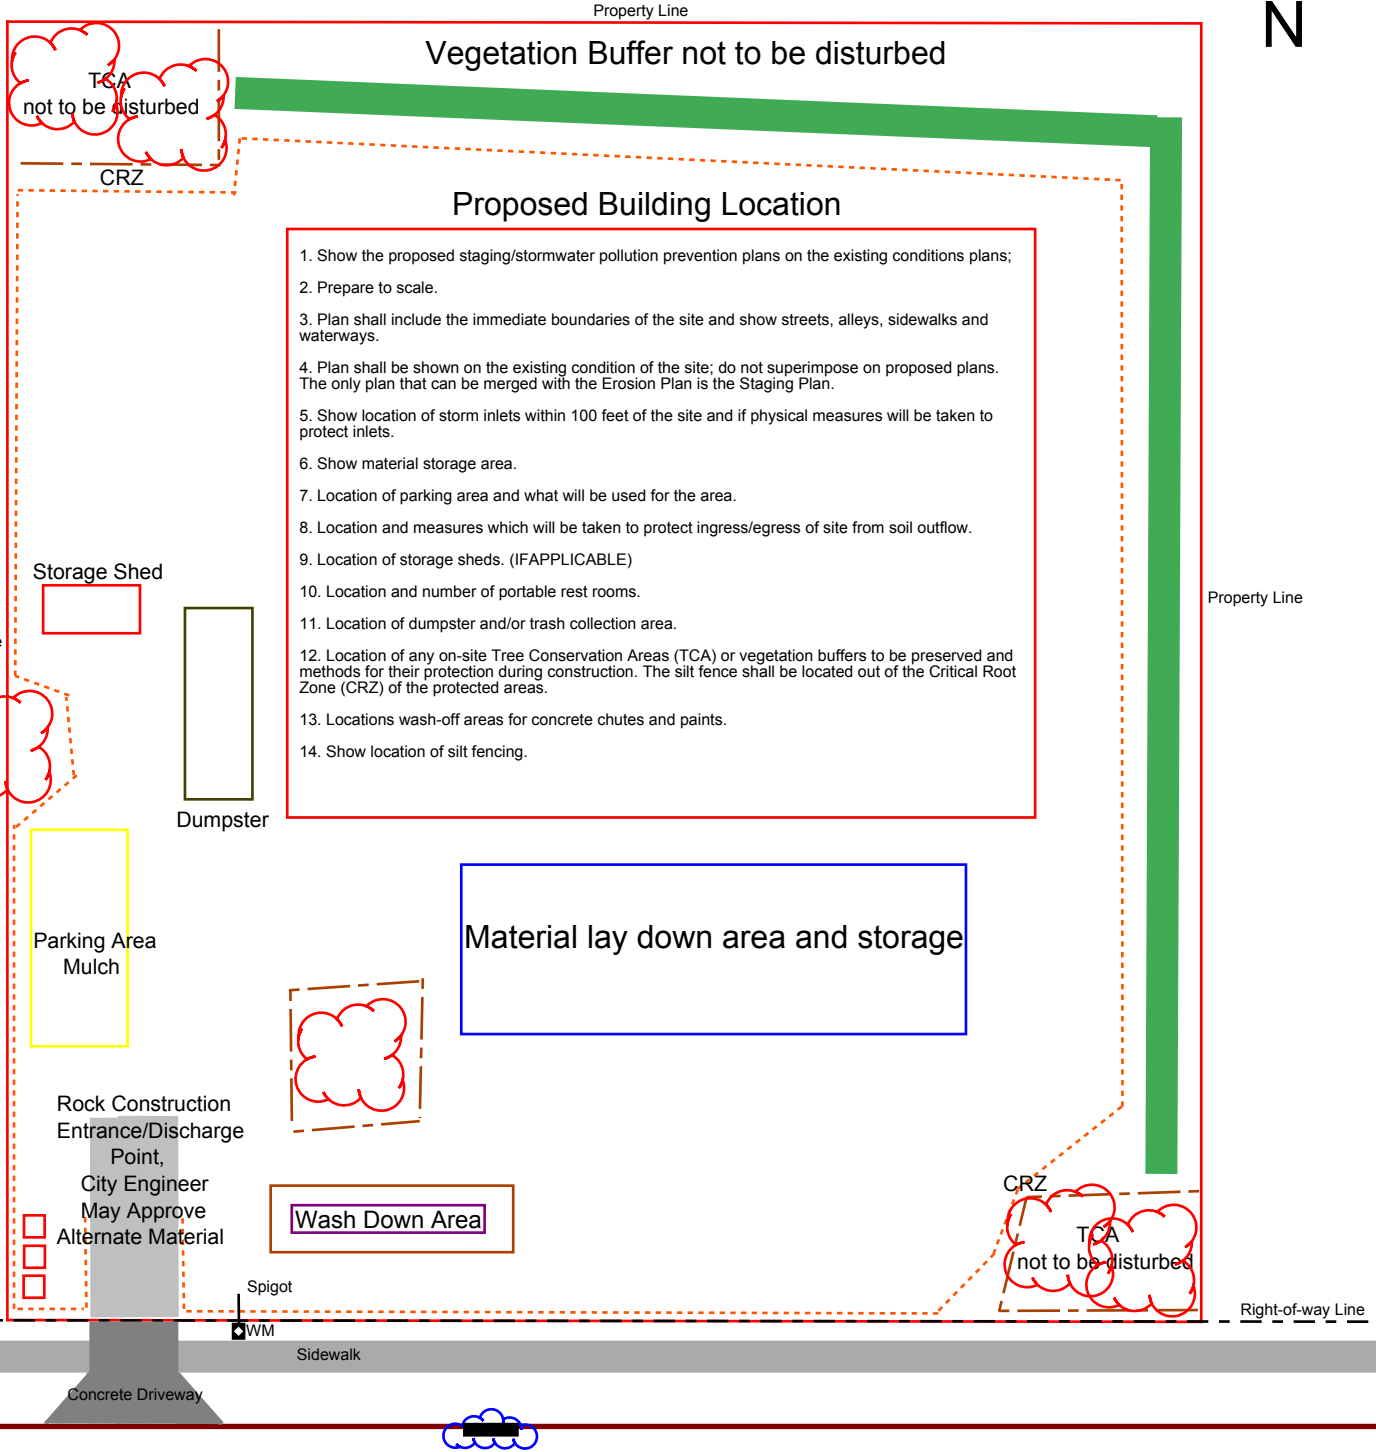 Property Line
N
Vegetation Buffer not to be disturbed
TCA
not to be disturbed
CRZ
Proposed Building Location
1. Show the proposed staging/stormwater pollution prevention plans on the existing conditions plans;
2. Prepare to scale.
3. Plan shall include the immediate boundaries of the site and show streets, alleys, sidewalks and
waterways.
4. Plan shall be shown on the existing condition of the site; do not superimpose on proposed plans.
The only plan that can be merged with the Erosion Plan is the Staging Plan.
5. Show location of storm inlets within 100 feet of the site and if physical measures will be taken to
protect inlets.
6. Show material storage area.
7. Location of parking area and what will be used for the area.
8. Location and measures which will be taken to protect ingress/egress of site from soil outflow.
9. Location of storage sheds. (IFAPPLICABLE)
10. Location and number of portable rest rooms.
11. Location of dumpster and/or trash collection area.
12. Location of any on-site Tree Conservation Areas (TCA) or vegetation buffers to be preserved and
methods for their protection during construction. The silt fence shall be located out of the Critical Root
Zone (CRZ) of the protected areas.
13. Locations wash-off areas for concrete chutes and paints.
14. Show location of silt fencing.
Storage Shed
Property Line
Dumpster
Parking Area
Mulch
Material lay down area and storage
Rock Construction
Entrance/Discharge
Point,
City Engineer
May Approve
Alternate Material
Wash Down Area
CRZ
TCA
not to be disturbed
Spigot
WM
Right-of-way Line
Sidewalk
Concrete Driveway